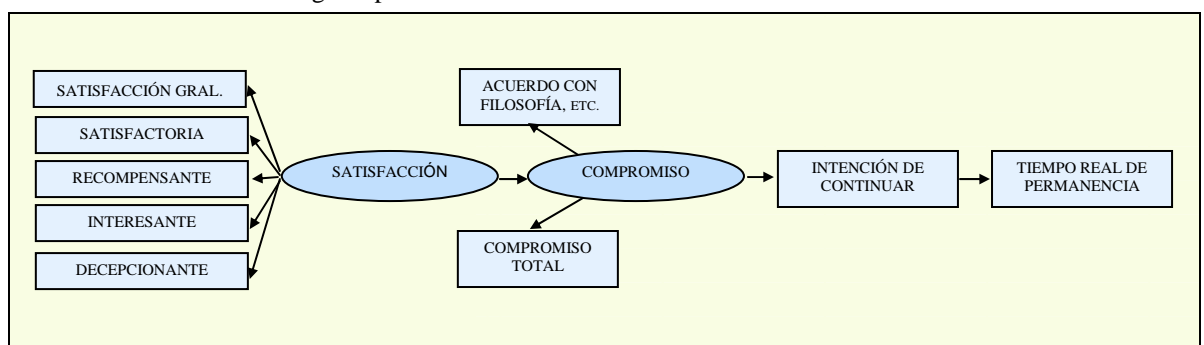 SATISFACCIÓN GRAL.
SATISFACTORIA
RECOMPENSANTE
INTERESANTE
DECEPCIONANTE
SATISFACCIÓN
ACUERDO CON
FILOSOFÍA, ETC.
COMPROMISO
COMPROMISO
TOTAL
INTENCIÓN DE
CONTINUAR
TIEMPO REAL DE
PERMANENCIA